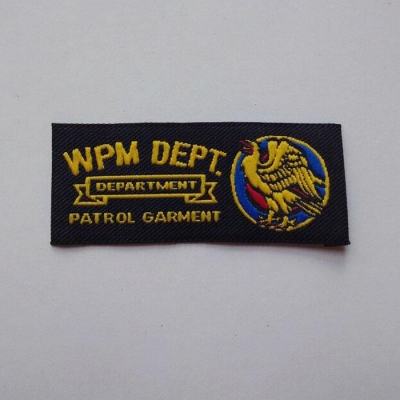 WPM DEPT.
DEPARTMENT
PATROL GARMENT